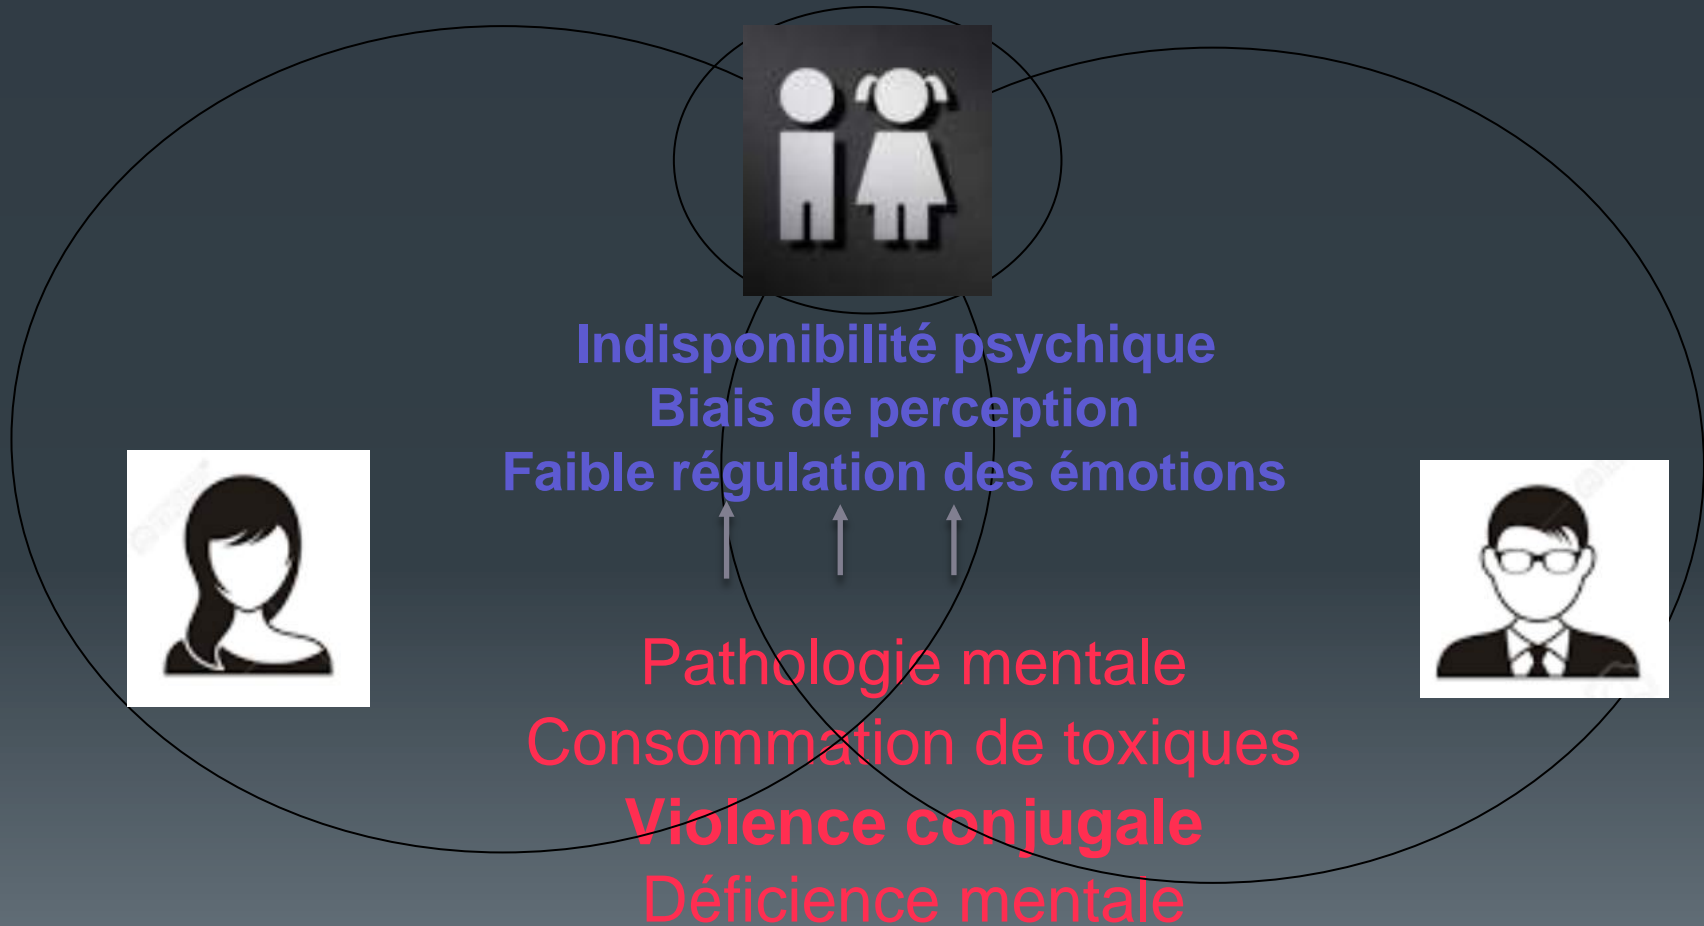 Indisponibilité psychique
Biais de perception
Faible régulation des émotions
Pathologie mentale
Consommation de toxiques
Violence conjugale
Déficience mentale